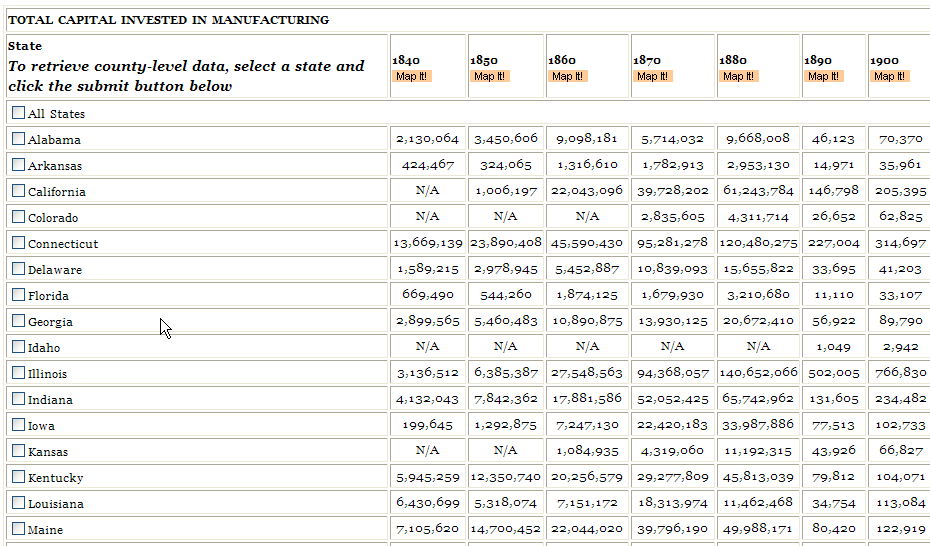 TOTAL CAPITAL INVESTED IN MANUFACTURING
State
To retrieve county-level data, select a state and
click the submit button below
1840 1850 1860 1870 1880 1890 1900
Map It! Map It! Map It! Map It! Map It! Map It! Map It!
All States
Alabama 2,130,064 3,450,606 9,098,181 5,714,032 9,668,008 46,123 70,370
Arkansas 424,467 324,065 1,316,610 1,782,913 2,953,130 14,971 35,961
California N/A 1,006,197 22,043,096 39,728,202 61,243,784 146,798 205,395
Colorado N/A N/A N/A 2,835,605 4,311,714 26,652 62,825
Connecticut 13,669,139 23,890,408 45,590,430 95,281,278 120,480,275 227,004 314,697
Delaware 1,589,215 2,978,945 5,452,887 10,839,093 15,655,822 33,695 41,203
Florida 669,490 544,260 1,874,125 1,679,930 3,210,680 11,110 33,107
Georgia 2,899,565 5,460,483 10,890,875 13,930,125 20,672,410 56,922 89,790
Idaho N/A N/A N/A N/A N/A 1,049 2,942
Illinois 3,136,512 6,385,387 27,548,563 94,368,057 140,652,066 502,005 766,830
Indiana 4,132,043 7,842,362 17,881,586 52,052,425 65,742,962 131,605 234,482
Iowa 199,645 1,292,875 7,247,130 22,420,183 33,987,886 77,513 102,733
Kansas N/A N/A 1,084,935 4,319,060 11,192,315 43,926 66,827
Kentucky 5,945,259 12,350,740 20,256,579 29,277,809 45,813,039 79,812 104,071
Louisiana 6,430,699 5,318,074 7,151,172 18,313,974 11,462,468 34,754 113,084
Maine 7,105,620 14,700,452 22,044,020 39,796,190 49,988,171 80,420 122,919